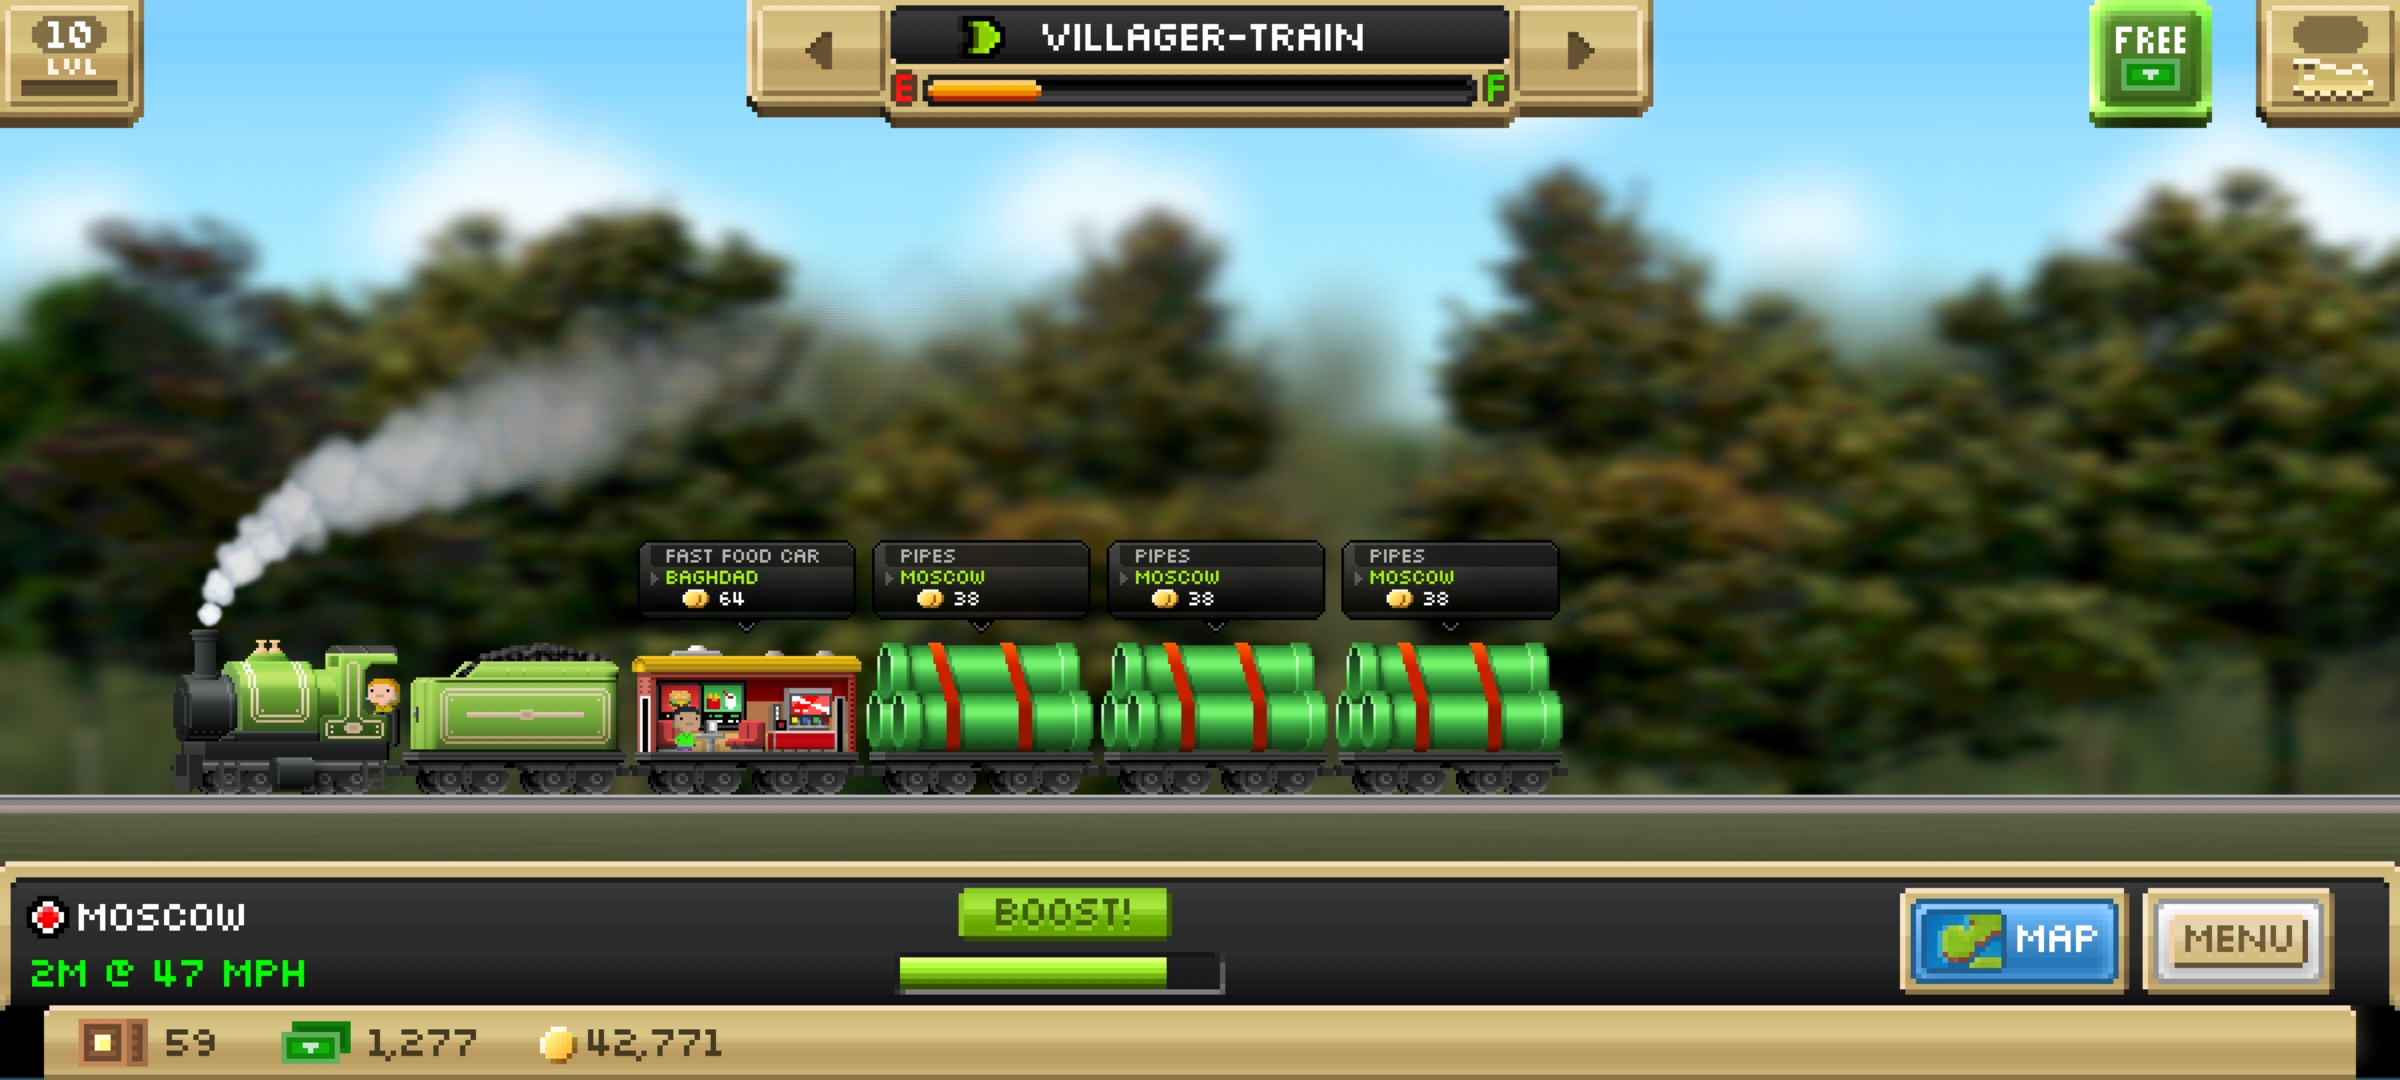 10
LVL
VILLAGER-TRAIN
E F
FREE
FAST FOOD CAR
BAGHDAD
64
PIPES
MOSCOW
38
PIPES
MOSCOW
38
PIPES
MOSCOW
38
MOSCOW
2M @ 47 MPH
BOOST!
MAP
MENU
59
1,277
42,771